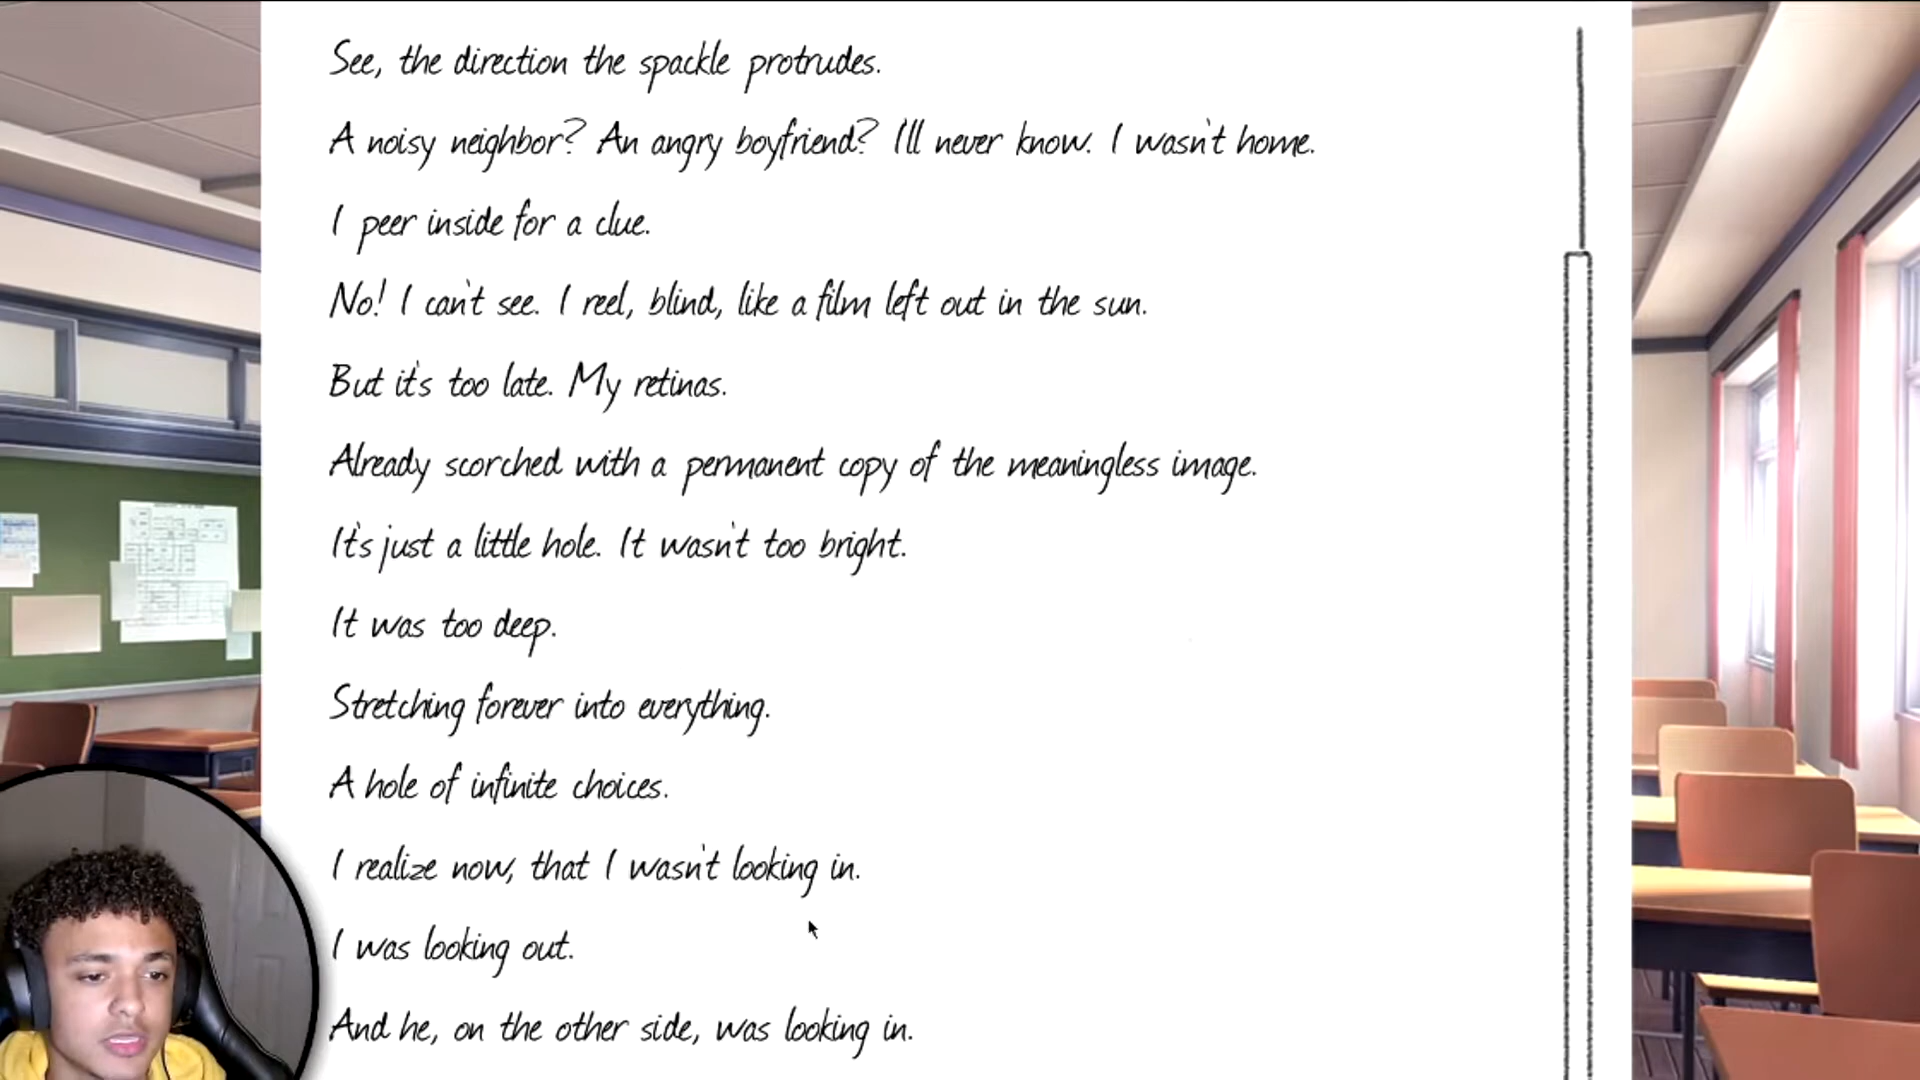 See, the direction the spackle protrudes.
A noisy neighbor? An angry boyfriend? I'll never know. I wasn't home.
I peer inside for a clue.
No! I can't see. I reel, blind, like a film left out in the sun.
But it's too late. My retinas.
Already scorched with a permanent copy of the meaningless image.
It's just a little hole. It wasn't too bright.
It was too deep.
Stretching forever into everything.
A hole of infinite choices.
I realize now, that I wasn't looking in.
I was looking out.
And he, on the other side, was looking in.